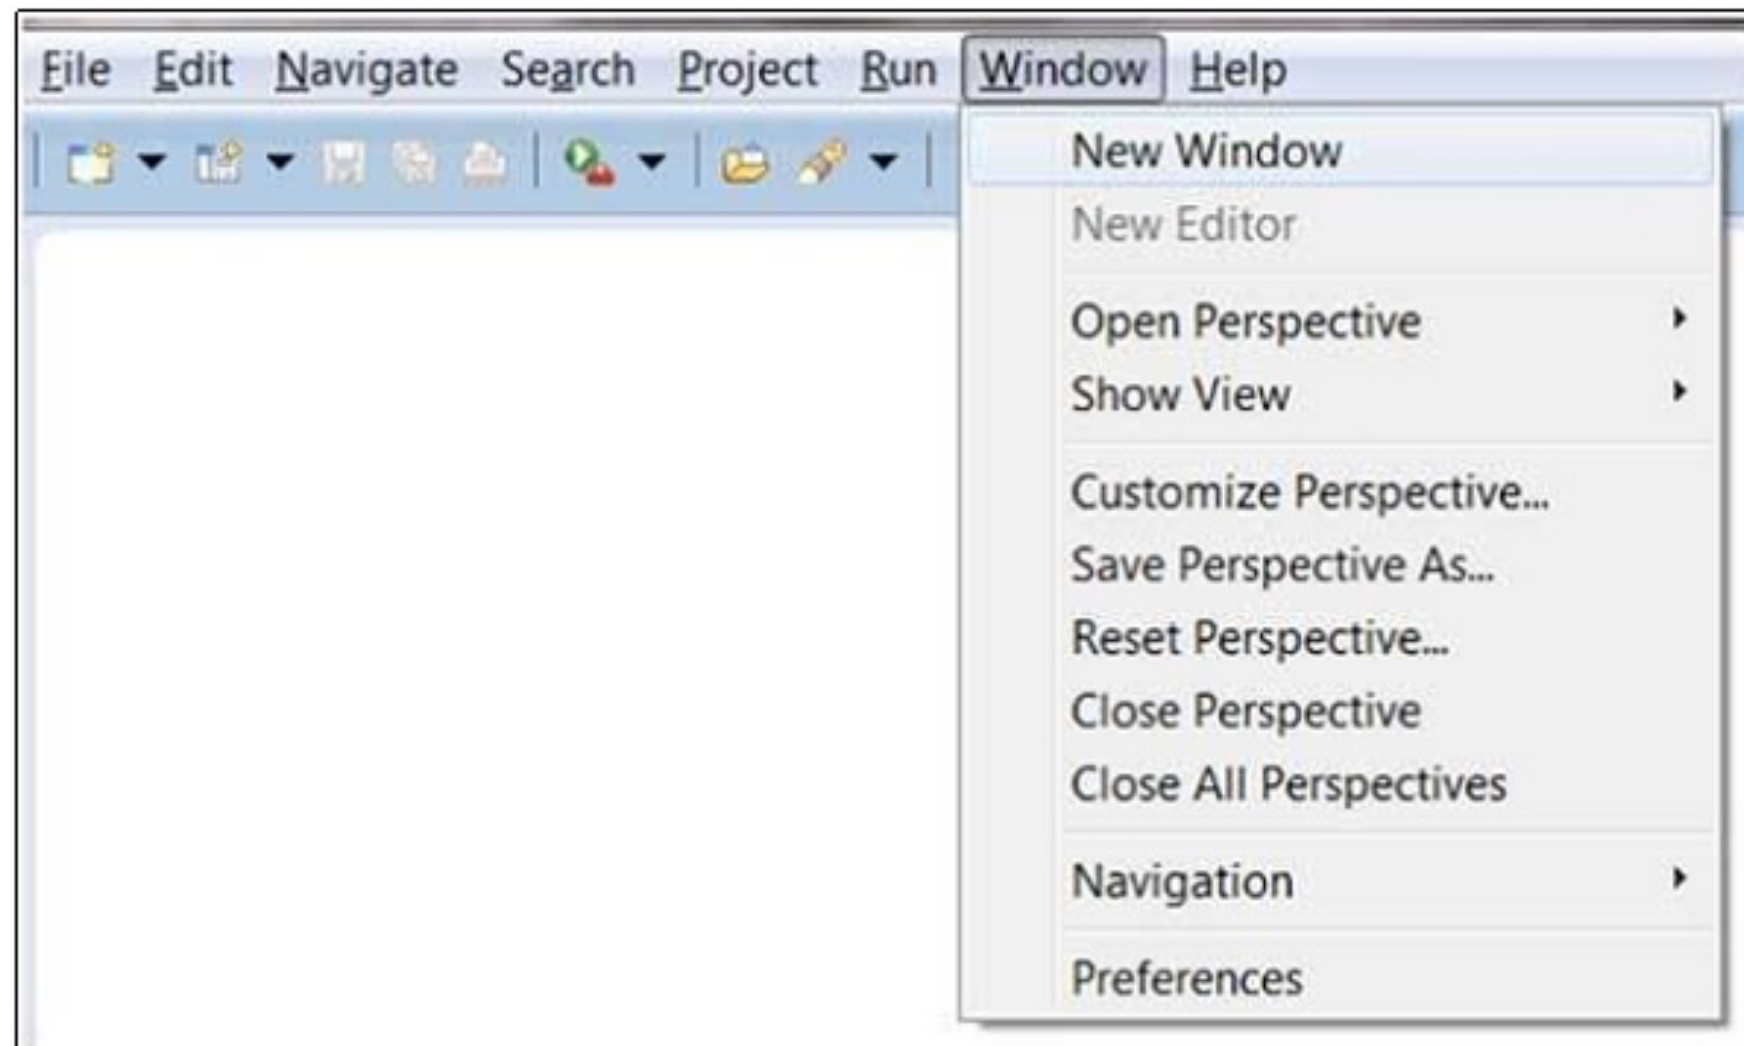 File Edit Navigate Search Project Run Window Help
New Window
New Editor
Open Perspective
Show View
Customize Perspective...
Save Perspective As...
Reset Perspective...
Close Perspective
Close All Perspectives
Navigation
Preferences